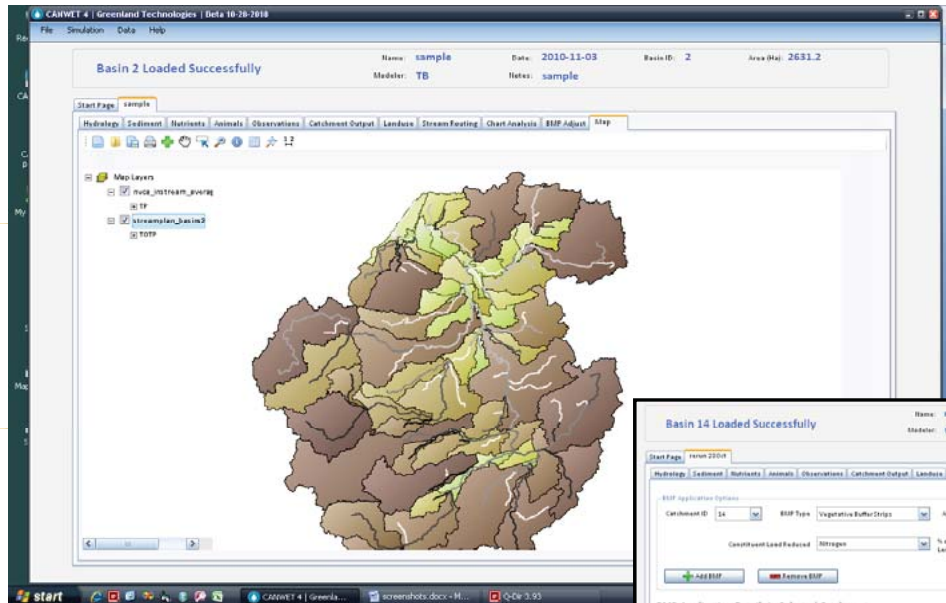 CANWET 4 | Greenland Technologies | Beta 10-28-2010
File Simulation Data Help
Basin 2 Loaded Successfully
Name: sample Date: 2010-11-03 Basin ID: 2 Area (Ha): 2631.2
Modeler: TB Notes: sample
Start Page sample
Hydrology Sediment Nutrients Animals Observations Catchment Output Landuse Stream Routing Chart Analysis BMP Adjust Map
Map Layers
nvca_instream_averag
TP
streamplan_basins2
TOTP
Basin 14 Loaded Successfully
Name:
Modeler:
Start Page rerun 20Oct
Hydrology Sediment Nutrients Animals Observations Catchment Output Landuse
BMP Application Options
Catchment ID 14 BMP Type Vegetative Buffer Strips
Constituent Load Reduced Nitrogen
Add BMP Remove BMP
start CANWET 4 | Greenla... screenshots.docx - M... Q-Dir 3.93